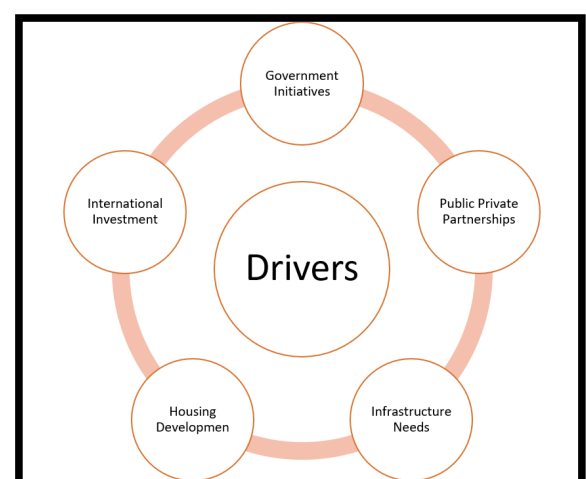 Government
Initiatives
International
Investment
Public Private
Partnerships
Drivers
Housing
Developmen
Infrastructure
Needs